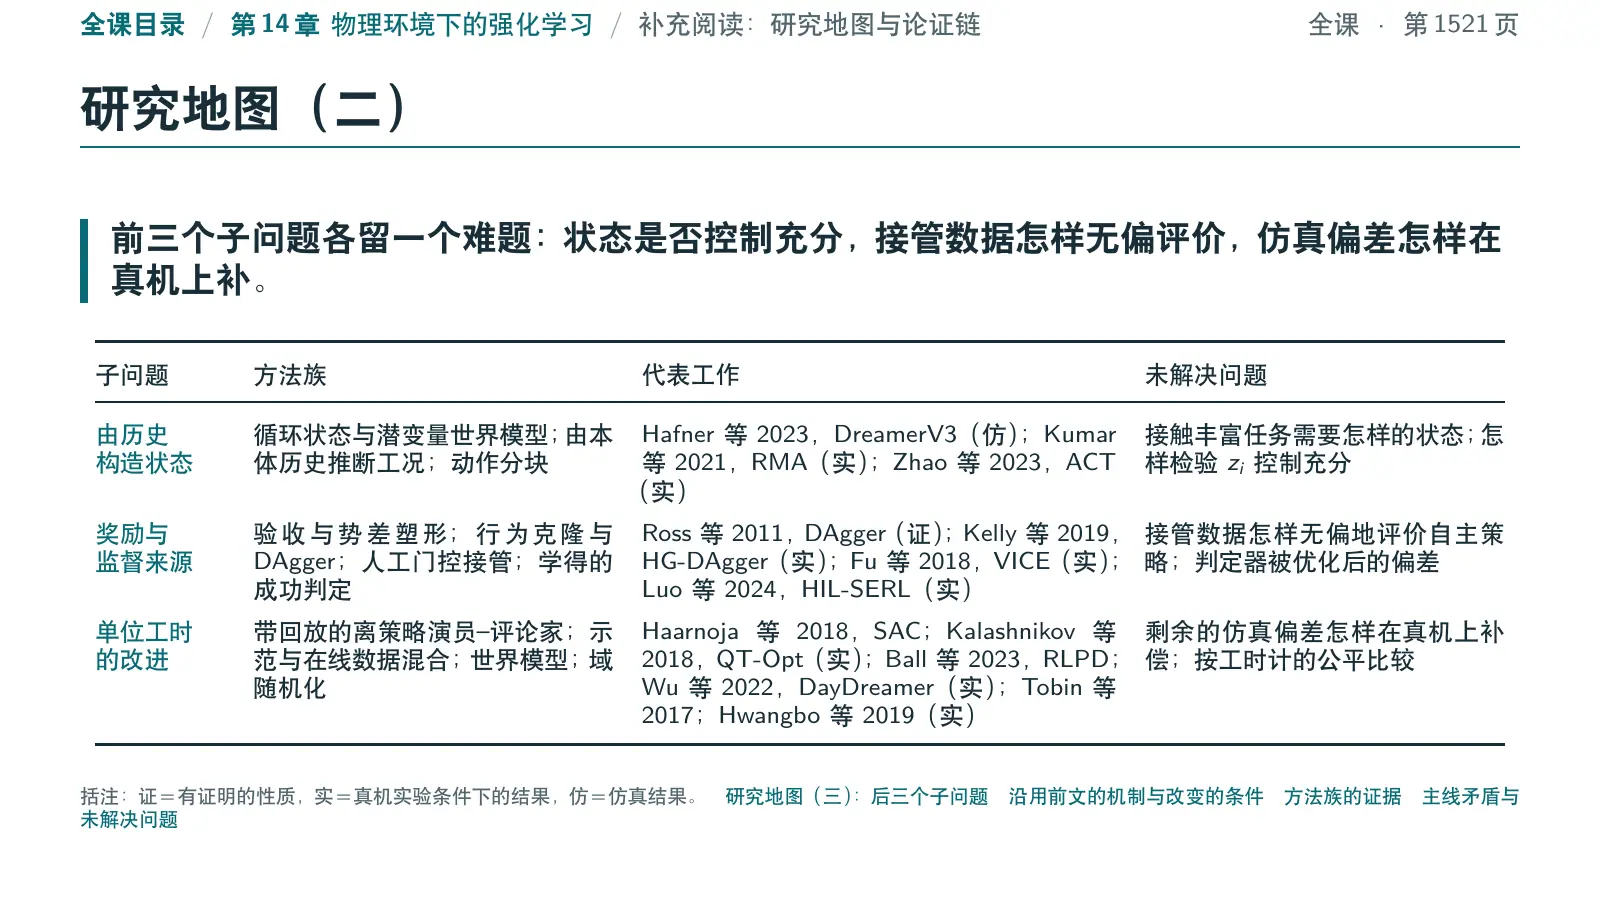 全课目录 / 第 14 章 物理环境下的强化学习 / 补充阅读：研究地图与论证链 全课 · 第 1521 页
研究地图（二）
前三个子问题各留一个难题：状态是否控制充分，接管数据怎样无偏评价，仿真偏差怎样在
真机上补。
子问题 方法族 代表工作 未解决问题
由历史
构造状态
循环状态与潜变量世界模型；由本
体历史推断工况；动作分块
Hafner 等 2023，DreamerV3（仿）；Kumar
等 2021，RMA（实）；Zhao 等 2023，ACT
（实）
接触丰富任务需要怎样的状态；怎
样检验 z_i 控制充分
奖励与
监督来源
验收与势差塑形；行为克隆与
DAgger；人工门控接管；学得的
成功判定
Ross 等 2011，DAgger（证）；Kelly 等 2019，
HG-DAgger（实）；Fu 等 2018，VICE（实）；
Luo 等 2024，HIL-SERL（实）
接管数据怎样无偏地评价自主策
略；判定器被优化后的偏差
单位工时
的改进
带回放的离策略演员–评论家；示
范与在线数据混合；世界模型；域
随机化
Haarnoja 等 2018，SAC；Kalashnikov 等
2018，QT-Opt（实）；Ball 等 2023，RLPD；
Wu 等 2022，DayDreamer（实）；Tobin 等
2017；Hwangbo 等 2019（实）
剩余的仿真偏差怎样在真机上补
偿；按工时计的公平比较
括注：证＝有证明的性质，实＝真机实验条件下的结果，仿＝仿真结果。 研究地图（三）：后三个子问题 沿用前文的机制与改变的条件 方法族的证据 主线矛盾与
未解决问题